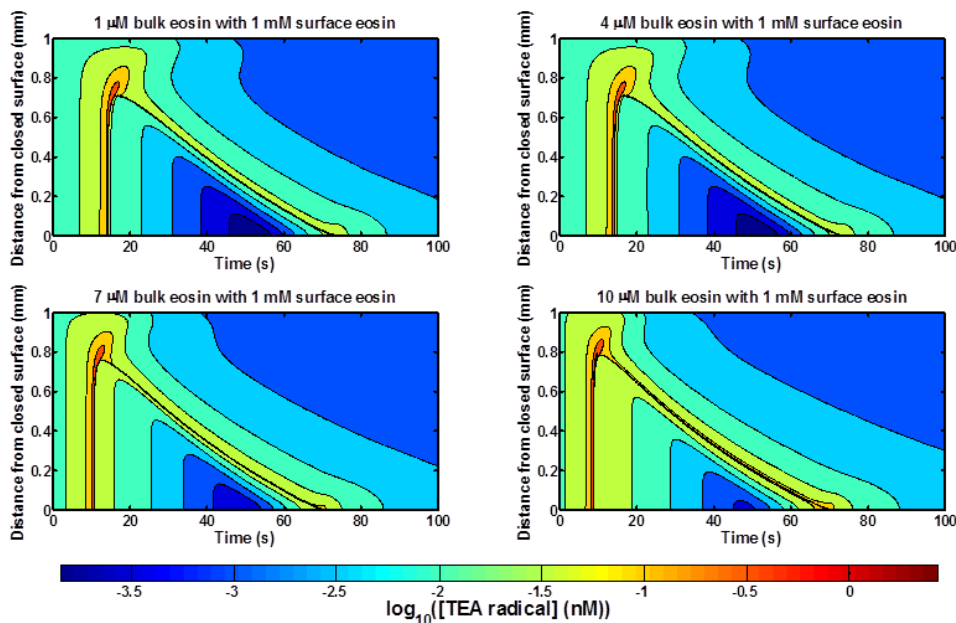 1 μM bulk eosin with 1 mM surface eosin
Distance from closed surface (mm)
1
0.8
0.6
0.4
0.2
0
0 20 40 60 80 100
Time (s)
4 μM bulk eosin with 1 mM surface eosin
Distance from closed surface (mm)
1
0.8
0.6
0.4
0.2
0
0 20 40 60 80 100
Time (s)
7 μM bulk eosin with 1 mM surface eosin
Distance from closed surface (mm)
1
0.8
0.6
0.4
0.2
0
0 20 40 60 80 100
Time (s)
10 μM bulk eosin with 1 mM surface eosin
Distance from closed surface (mm)
1
0.8
0.6
0.4
0.2
0
0 20 40 60 80 100
Time (s)
-3.5 -3 -2.5 -2 -1.5 -1 -0.5 0
log10([TEA radical] (nM))